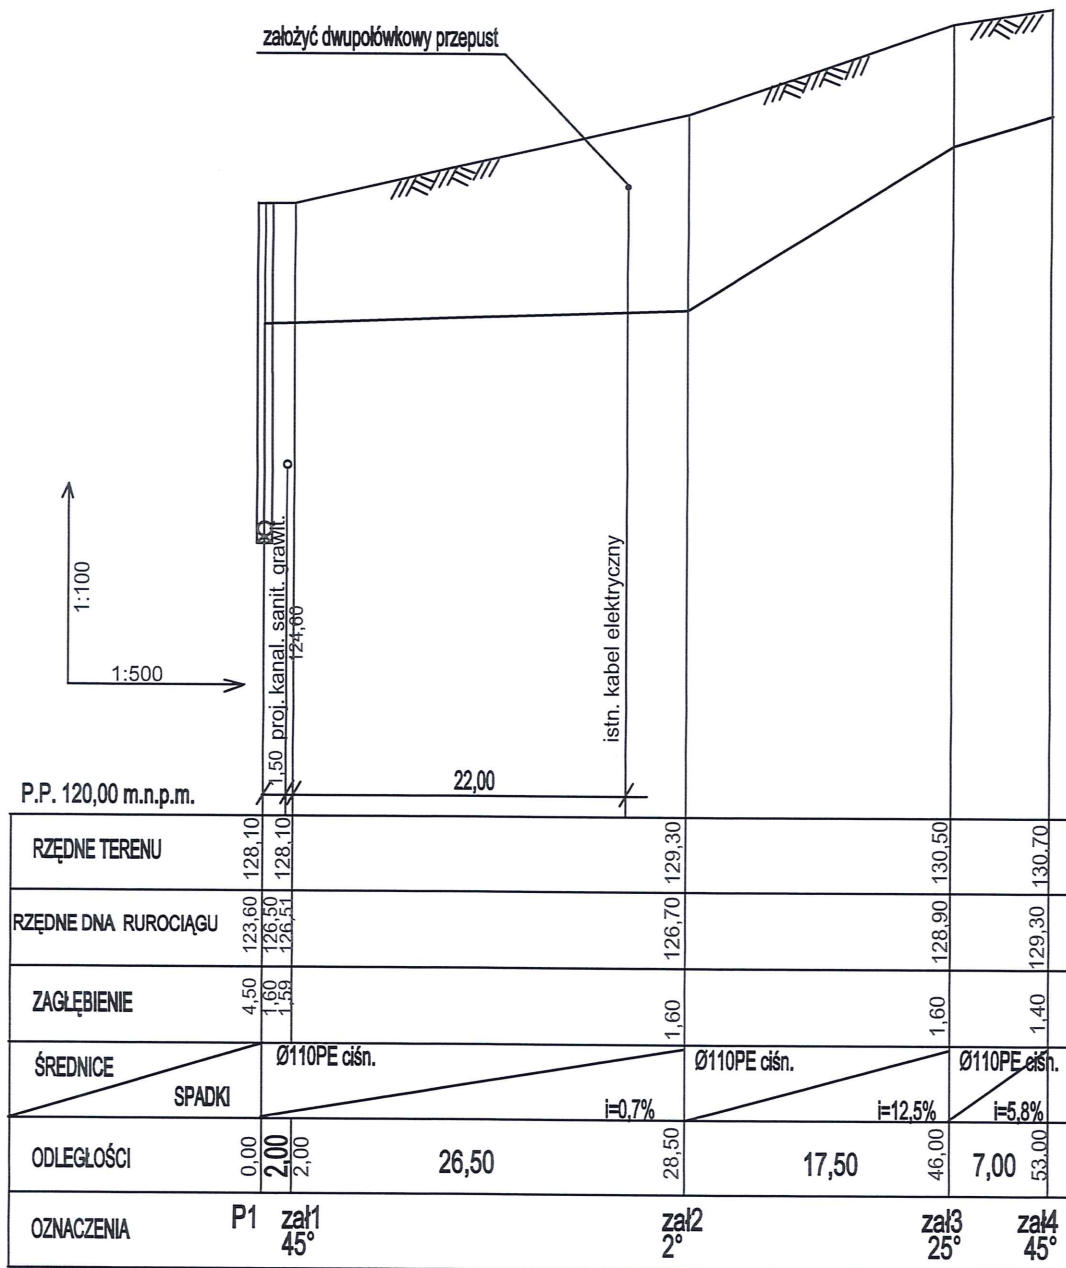 założyć dwupołówkowy przepust
1:100
1:500
1,50 proj. kanal. sanit. grawit.
124,60
istn. kabel elektryczny
22,00
P.P. 120,00 m.n.p.m.
RZĘDNE TERENU 128,10 128,10 129,30 130,50 130,70
RZĘDNE DNA RUROCIĄGU 123,60 126,50 126,51 126,70 128,90 129,30
ZAGŁĘBIENIE 4,50 1,60 1,59 1,60 1,60 1,40
ŚREDNICE Ø110PE ciśn. Ø110PE ciśn. Ø110PE ciśn.
SPADKI i=0,7% i=12,5% i=5,8%
ODLEGŁOŚCI 0,00 2,00 2,00 26,50 28,50 17,50 46,00 7,00 53,00
OZNACZENIA P1 zał1 zał2 zał3 zał4
45° 2° 25° 45°